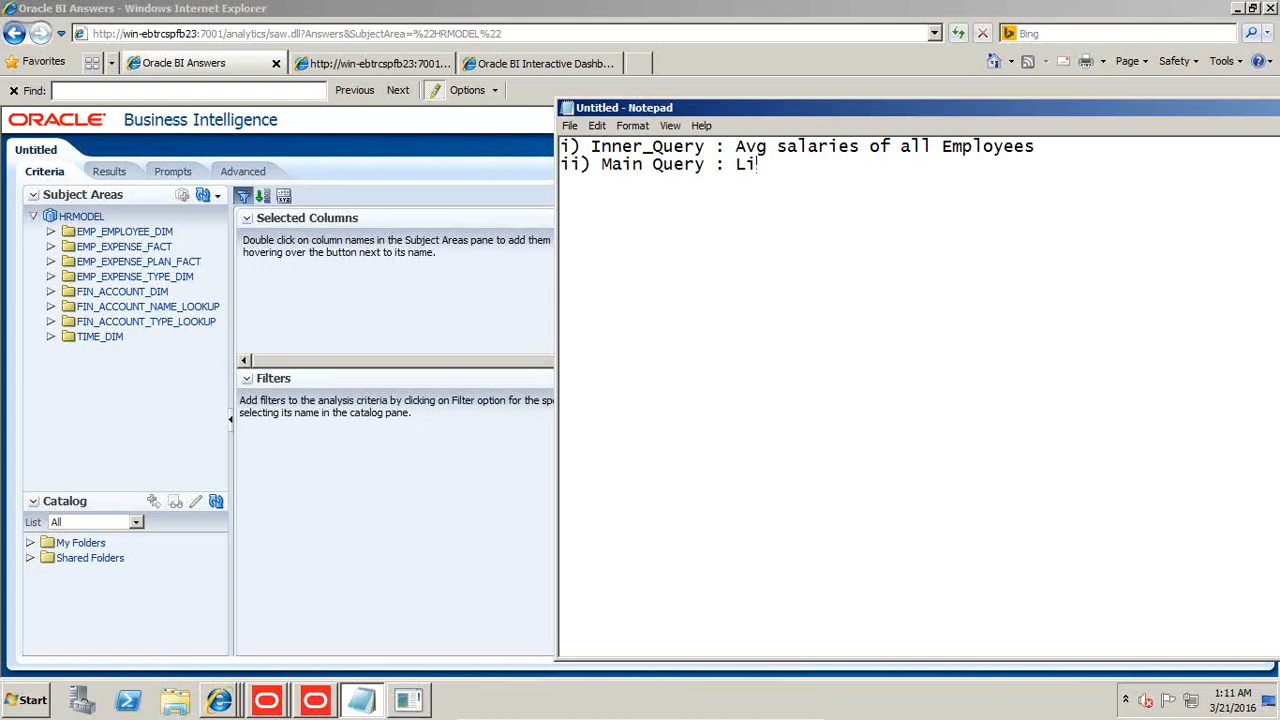 Oracle BI Answers - Windows Internet Explorer
http://win-ebtrcspfb23:7001/analytics/saw.dll?Answers&SubjectArea=%22HRMODEL%22
Bing
Favorites
Oracle BI Answers
http://win-ebtrcspfb23:7001...
Oracle BI Interactive Dashb...
Page
Safety
Tools
Find:
Previous
Next
Options
ORACLE Business Intelligence
Untitled
Criteria
Results
Prompts
Advanced
Subject Areas
HRMODEL
EMP_EMPLOYEE_DIM
EMP_EXPENSE_FACT
EMP_EXPENSE_PLAN_FACT
EMP_EXPENSE_TYPE_DIM
FIN_ACCOUNT_DIM
FIN_ACCOUNT_NAME_LOOKUP
FIN_ACCOUNT_TYPE_LOOKUP
TIME_DIM
Catalog
List All
My Folders
Shared Folders
Selected Columns
Double click on column names in the Subject Areas pane to add them
hovering over the button next to its name.
Filters
Add filters to the analysis criteria by clicking on Filter option for the spe
selecting its name in the catalog pane.
Untitled - Notepad
File Edit Format View Help
i) Inner_Query : Avg salaries of all Employees
ii) Main Query : Li
Start
1:11 AM
3/21/2016